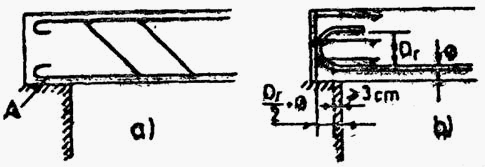 A
a)
Dr
Dr/2 · ⌀
≥3cm
b)